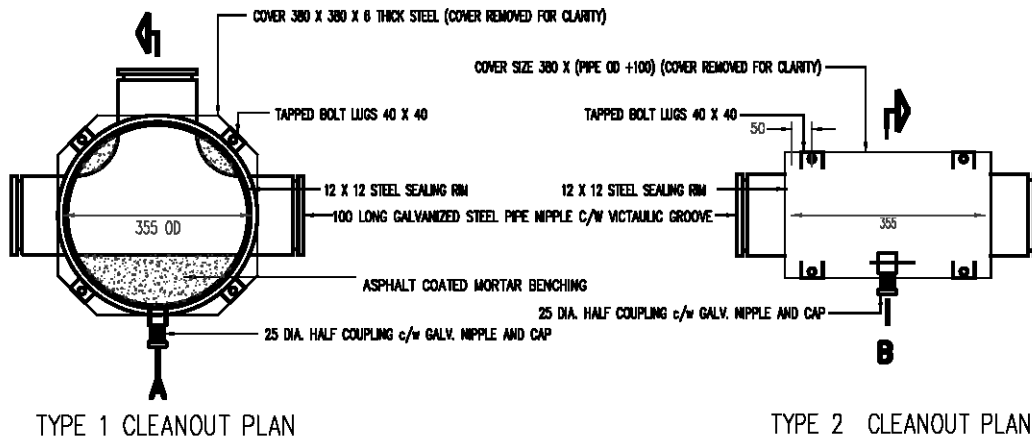 COVER 380 X 380 X 6 THICK STEEL (COVER REMOVED FOR CLARITY)
COVER SIZE 380 X (PIPE OD +100) (COVER REMOVED FOR CLARITY)
TAPPED BOLT LUGS 40 X 40
TAPPED BOLT LUGS 40 X 40
50
12 X 12 STEEL SEALING RIM
12 X 12 STEEL SEALING RIM
100 LONG GALVANIZED STEEL PIPE NIPPLE C/W VICTAULIC GROOVE
355 OD
355
ASPHALT COATED MORTAR BENCHING
25 DIA. HALF COUPLING c/w GALV. NIPPLE AND CAP
25 DIA. HALF COUPLING c/w GALV. NIPPLE AND CAP
A
B
TYPE 1 CLEANOUT PLAN
TYPE 2 CLEANOUT PLAN